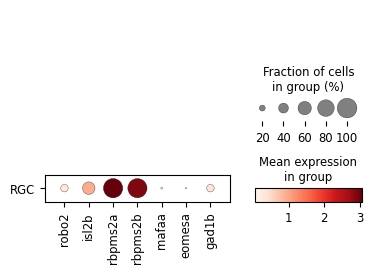 Fraction of cells
in group (%)
20 40 60 80 100
Mean expression
in group
1 2 3
RGC
robo2
isl2b
rbpms2a
rbpms2b
mafaa
eomesa
gad1b